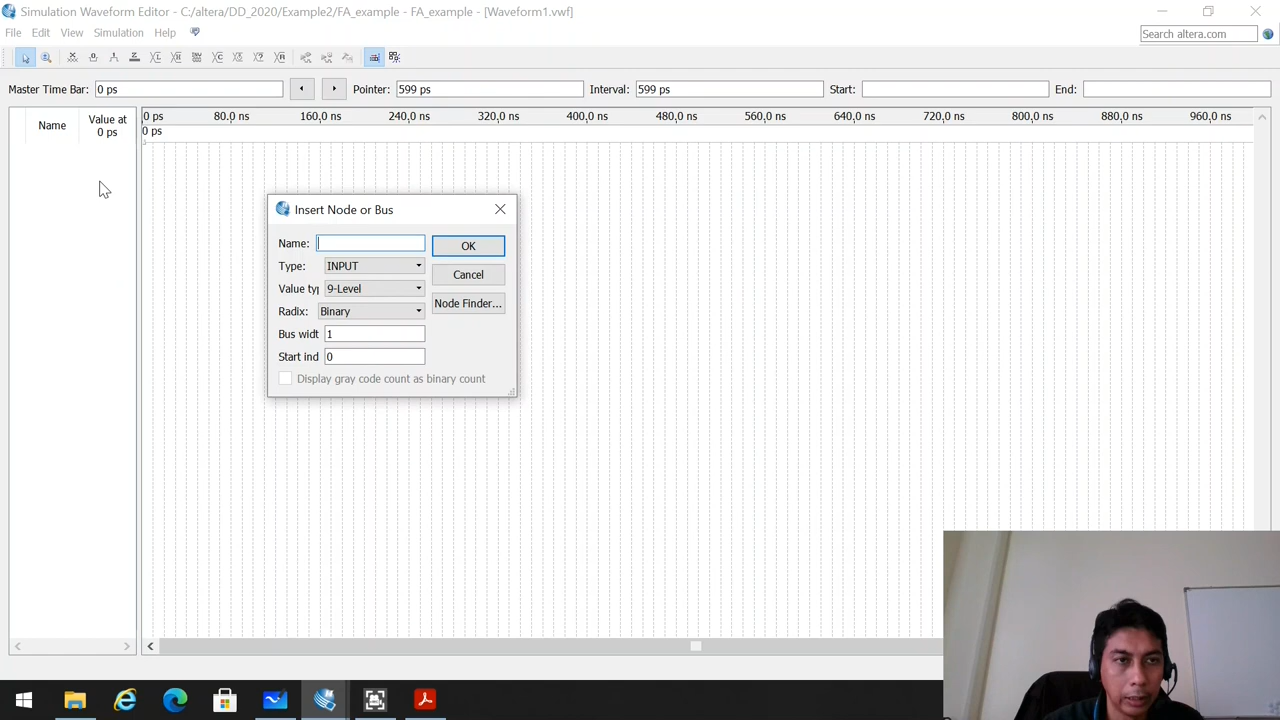 Simulation Waveform Editor - C:/altera/DD_2020/Example2/FA_example - FA_example - [Waveform1.vwf]
File Edit View Simulation Help
Search altera.com
Master Time Bar: 0 ps Pointer: 599 ps Interval: 599 ps Start: End:
Name
Value at
0 ps
0 ps 80,0 ns 160,0 ns 240,0 ns 320,0 ns 400,0 ns 480,0 ns 560,0 ns 640,0 ns 720,0 ns 800,0 ns 880,0 ns 960,0 ns
0 ps
Insert Node or Bus
Name:
OK
Type: INPUT
Cancel
Value typ 9-Level
Node Finder...
Radix: Binary
Bus widt 1
Start ind 0
Display gray code count as binary count